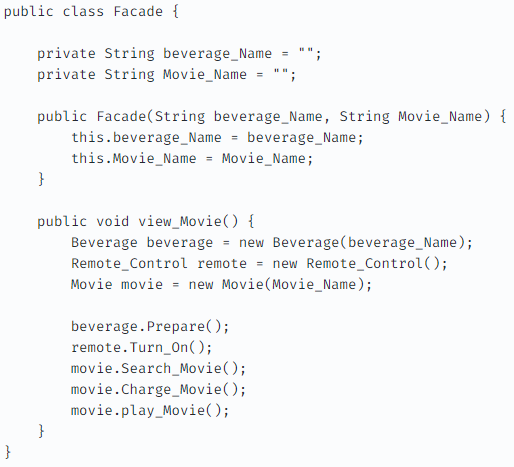 public class Facade {
private String beverage_Name = "";
private String Movie_Name = "";
public Facade(String beverage_Name, String Movie_Name) {
this.beverage_Name = beverage_Name;
this.Movie_Name = Movie_Name;
}
public void view_Movie() {
Beverage beverage = new Beverage(beverage_Name);
Remote_Control remote = new Remote_Control();
Movie movie = new Movie(Movie_Name);
beverage.Prepare();
remote.Turn_On();
movie.Search_Movie();
movie.Charge_Movie();
movie.play_Movie();
}
}